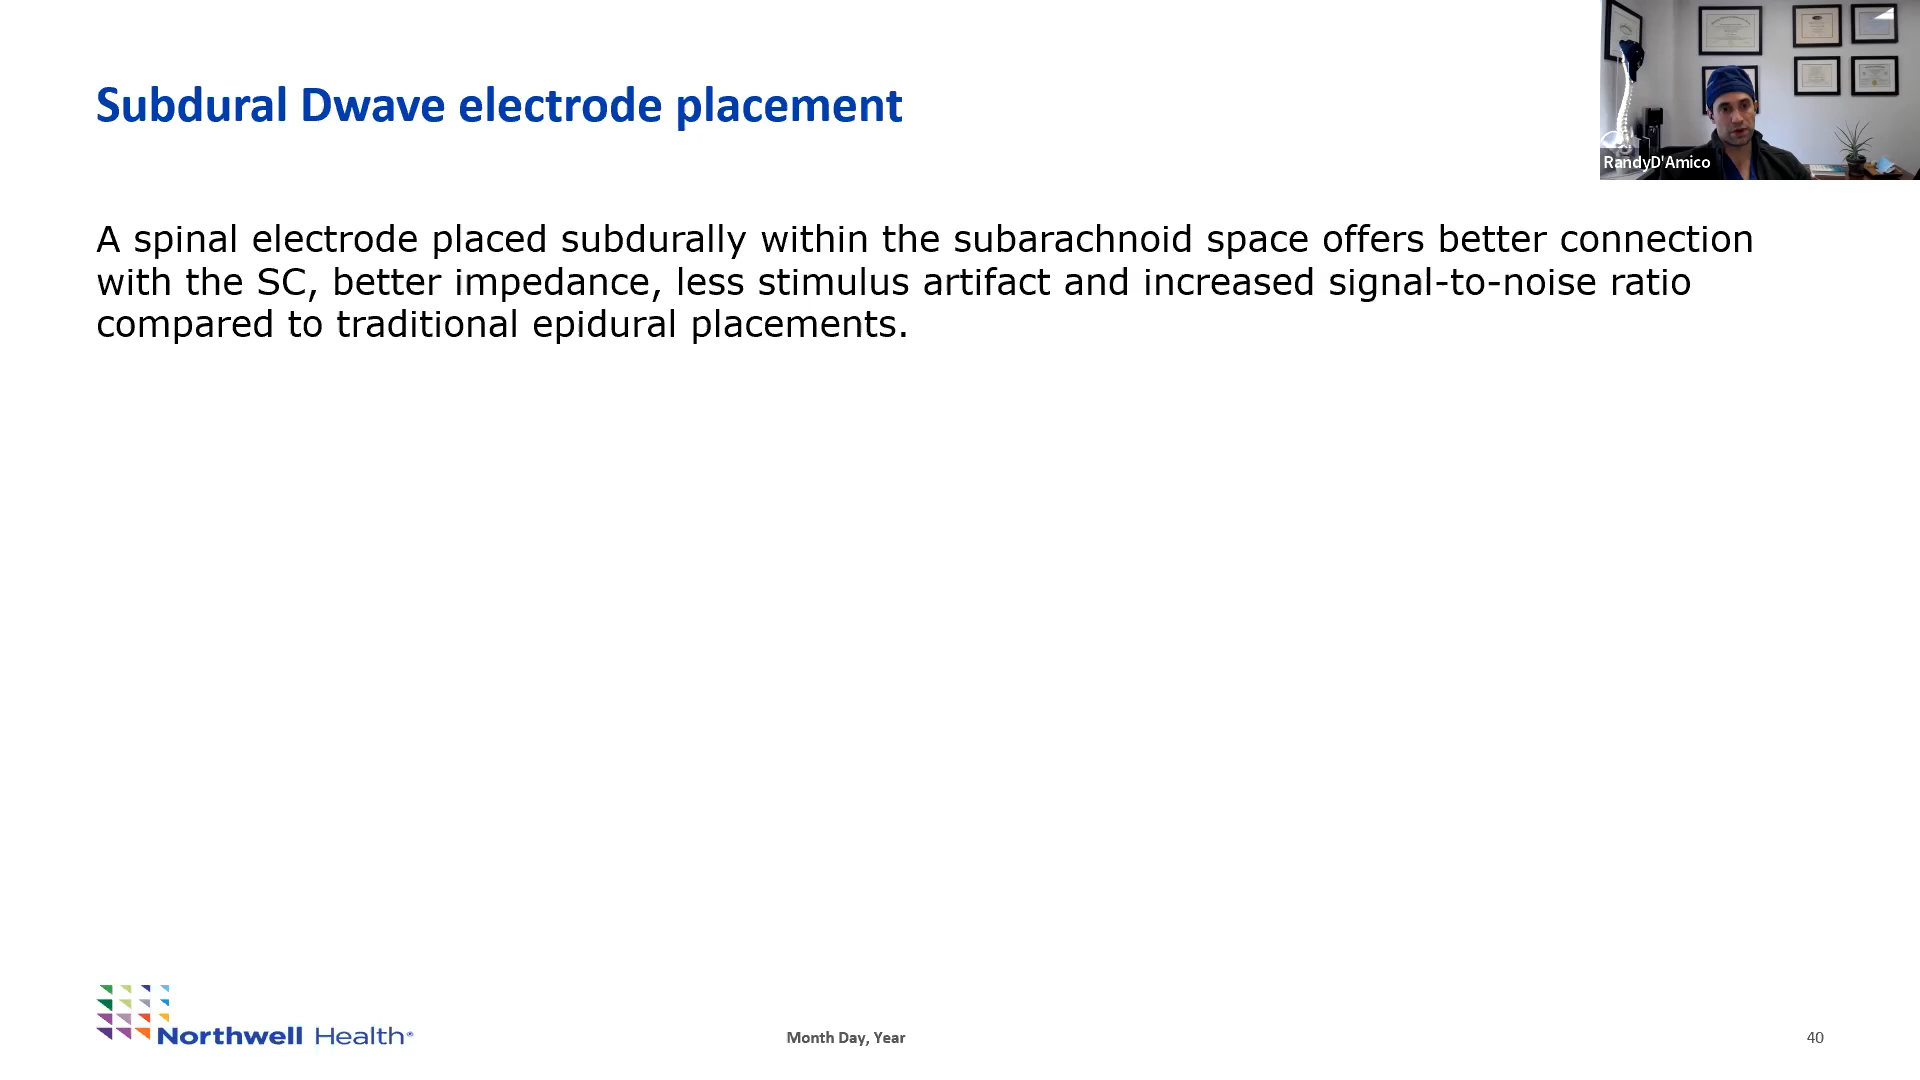 Subdural Dwave electrode placement
RandyD'Amico
A spinal electrode placed subdurally within the subarachnoid space offers better connection
with the SC, better impedance, less stimulus artifact and increased signal-to-noise ratio
compared to traditional epidural placements.
Northwell Health®
Month Day, Year
40